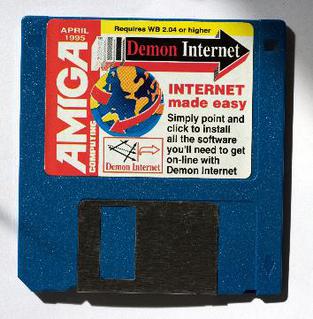 APRIL
1995
AMIGA
COMPUTING
Requires WB 2.04 or higher
Demon Internet
INTERNET
made easy
Simply point and
click to install
all the software
you'll need to get
on-line with
Demon Internet
Demon Internet